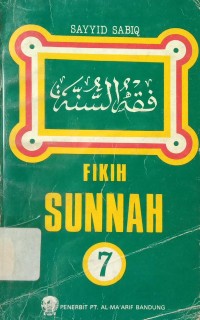 SAYYID SABIQ
فقه السنة
FIKIH
SUNNAH
7
PENERBIT PT. AL-MA'ARIF BANDUNG